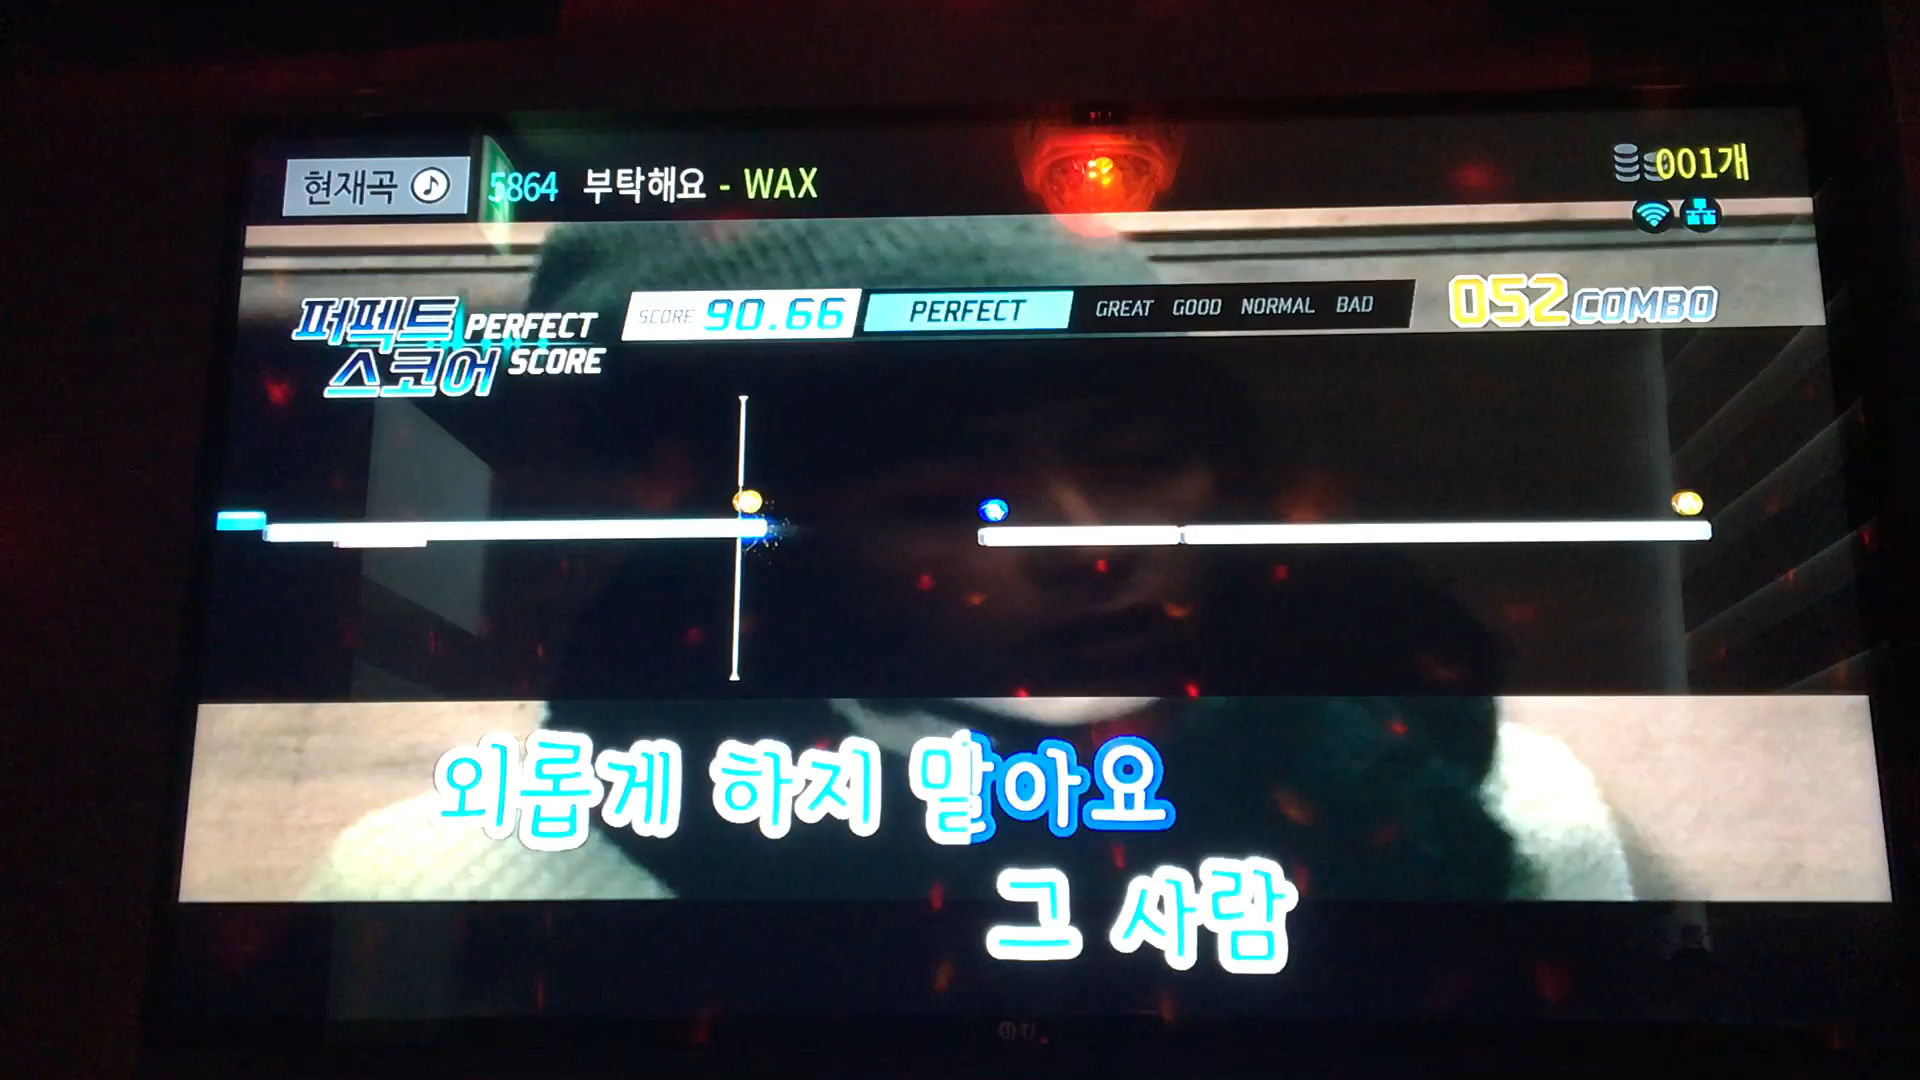 현재곡 5864 부탁해요 - WAX
001개
퍼펙트 스코어 PERFECT SCORE
SCORE 90.66 PERFECT GREAT GOOD NORMAL BAD
052 COMBO
외롭게 하지 말아요
그 사람